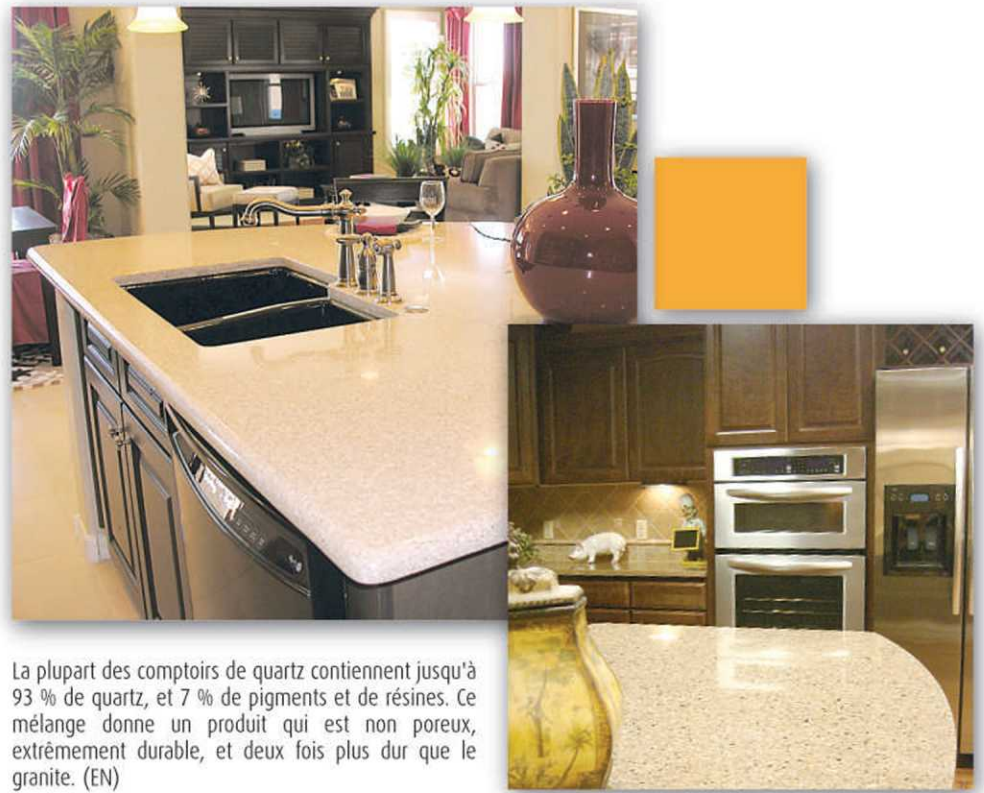 La plupart des comptoirs de quartz contiennent jusqu'à
93 % de quartz, et 7 % de pigments et de résines. Ce
mélange donne un produit qui est non poreux,
extrêmement durable, et deux fois plus dur que le
granite. (EN)